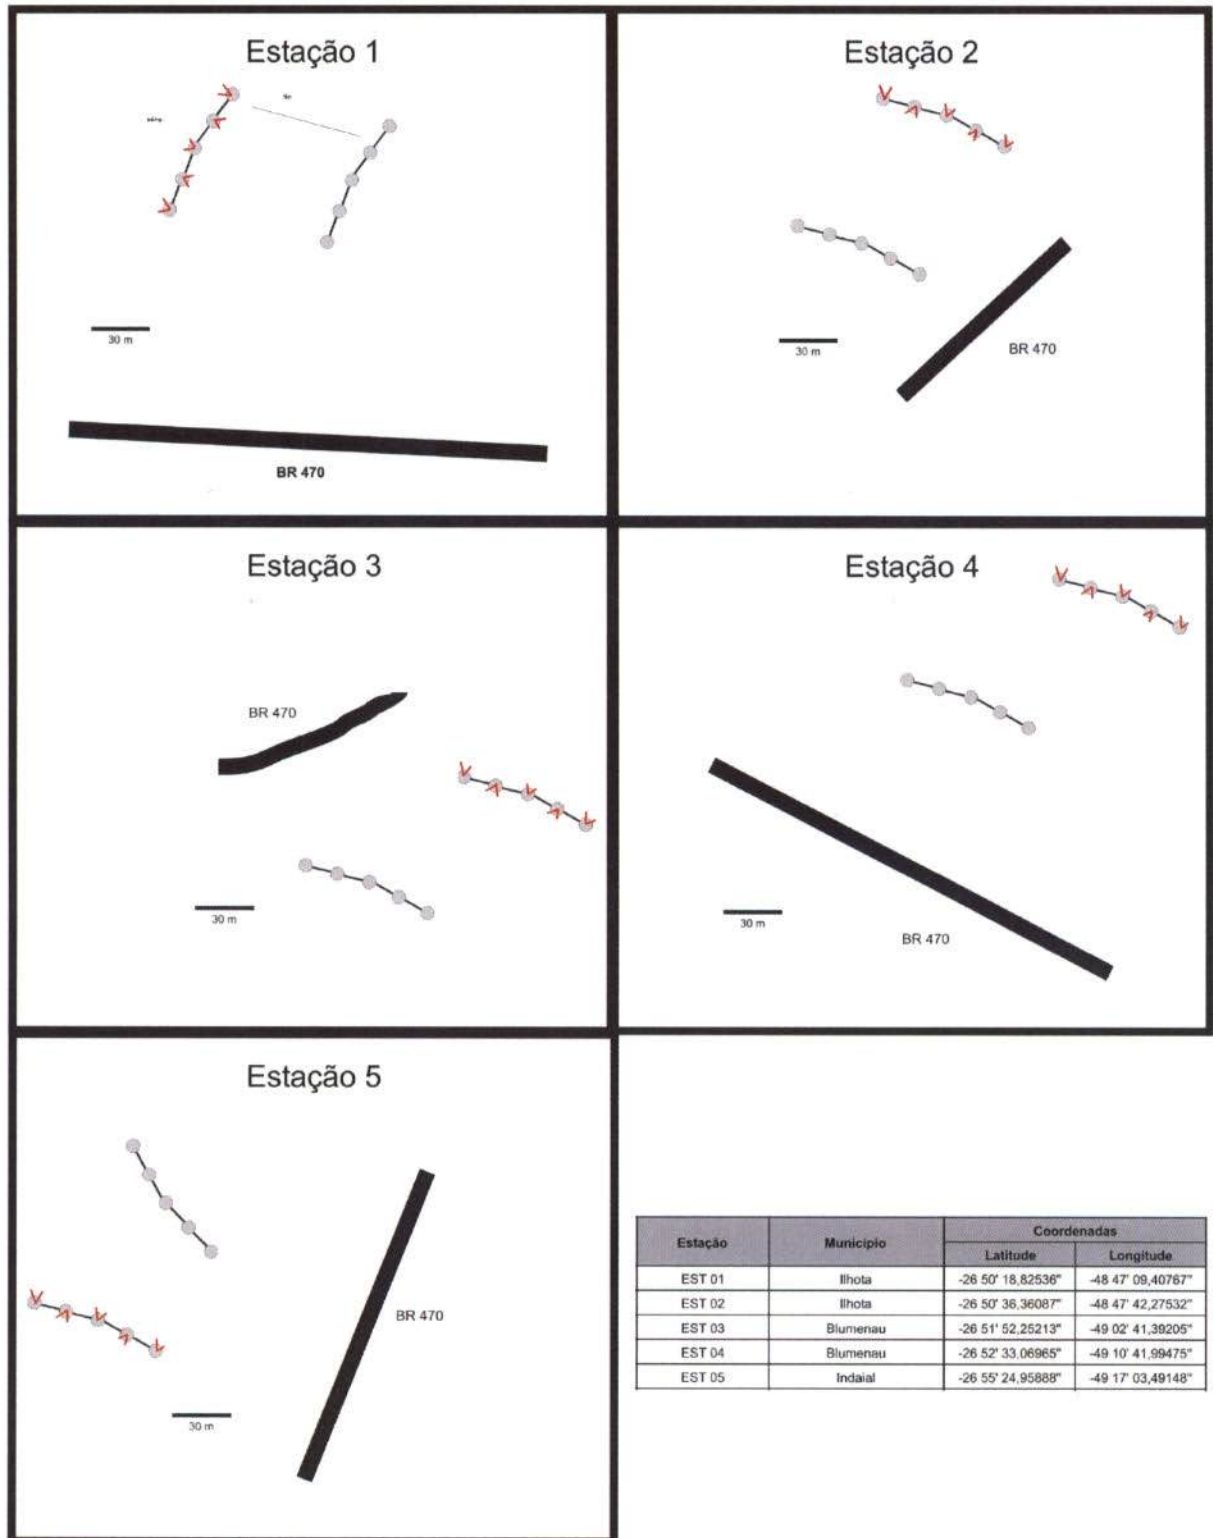 Estação 1
30 m
BR 470
Estação 2
30 m
BR 470
Estação 3
BR 470
30 m
Estação 4
30 m
BR 470
Estação 5
BR 470
30 m
Estação Município Coordenadas
Latitude Longitude
EST 01 Ilhota -26 50' 18,82536" -48 47' 09,40767"
EST 02 Ilhota -26 50' 36,36087" -48 47' 42,27532"
EST 03 Blumenau -26 51' 52,25213" -49 02' 41,39205"
EST 04 Blumenau -26 52' 33,06965" -49 10' 41,99475"
EST 05 Indaial -26 55' 24,95888" -49 17' 03,49148"